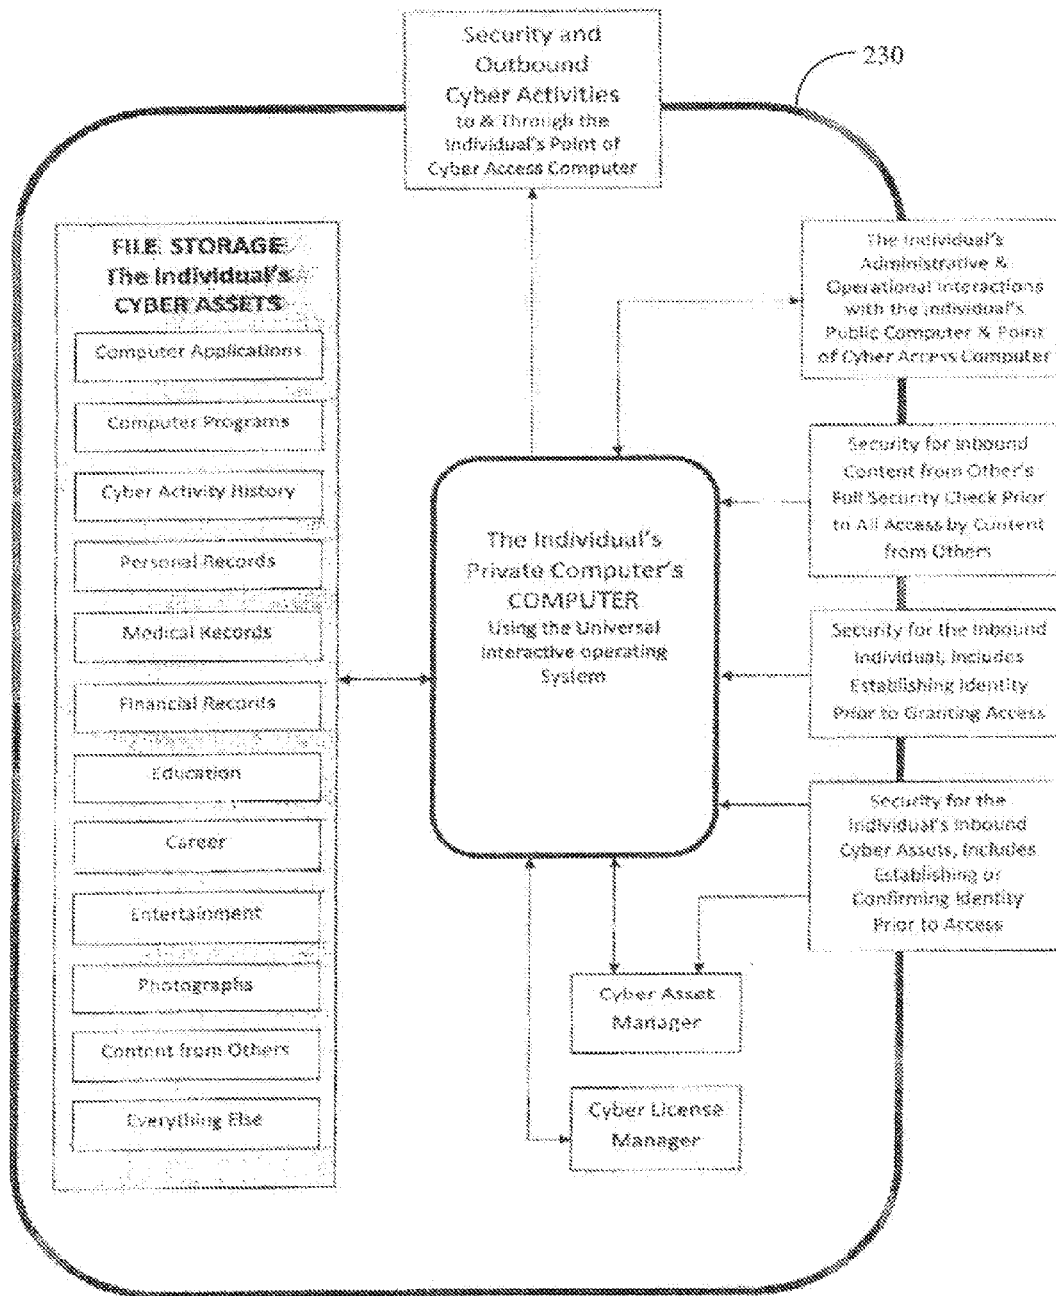 Security and
Outbound
Cyber Activities
to & Through the
Individual's Point of
Cyber Access Computer
230
FILE STORAGE
The Individual's
CYBER ASSETS
Computer Applications
Computer Programs
Cyber Activity History
Personal Records
Medical Records
Financial Records
Education
Career
Entertainment
Photographs
Content from Others
Everything Else
The Individual's
Private Computer's
COMPUTER
Using the Universal
Interactive operating
System
The Individual's
Administrative &
Operational Interactions
with the Individual's
Public Computer & Point
of Cyber Access Computer
Security for Inbound
Content from Other's
Full Security Check Prior
to All Access by Content
from Others
Security for the Inbound
Individual, Includes
Establishing Identity
Prior to Granting Access
Security for the
Individual's Inbound
Cyber Assets, Includes
Establishing or
Confirming Identity
Prior to Access
Cyber Asset
Manager
Cyber License
Manager